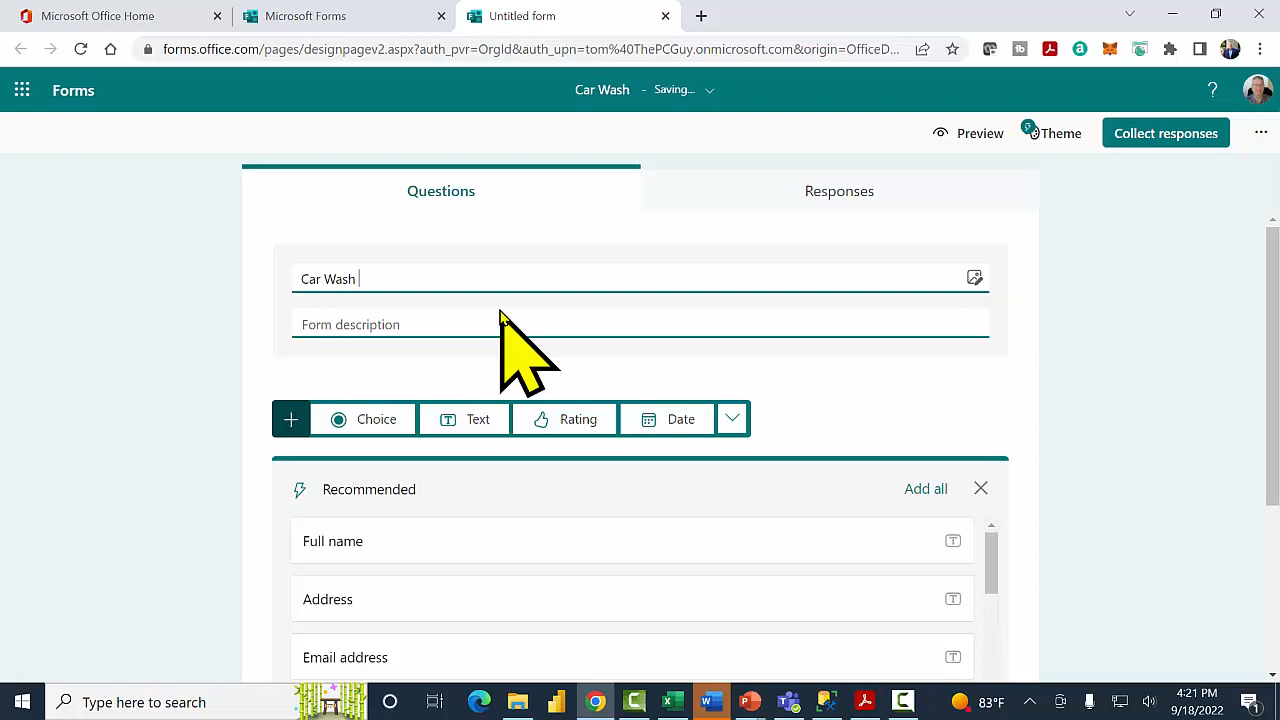 Microsoft Office Home
Microsoft Forms
Untitled form
forms.office.com/pages/designpagev2.aspx?auth_pvr=OrgId&auth_upn=tom%40ThePCGuy.onmicrosoft.com&origin=OfficeD...
Forms
Car Wash - Saving...
?
Preview
Theme
Collect responses
...
Questions
Responses
Car Wash
Form description
+ Choice
T Text
Rating
Date
Recommended
Add all
Full name
T
Address
T
Email address
T
Type here to search
83°F
4:21 PM
9/18/2022
1